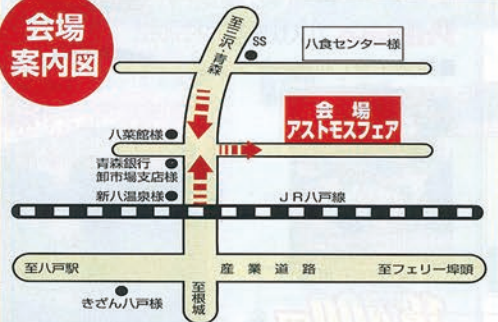 会場
案内図
至三沢・青森
SS
八食センター様
会場
アストモスフェア
八菜館様
青森銀行
卸市場支店様
新八温泉様
JR八戸線
至八戸駅
産業道路
至フェリー埠頭
きざん八戸様
至根城